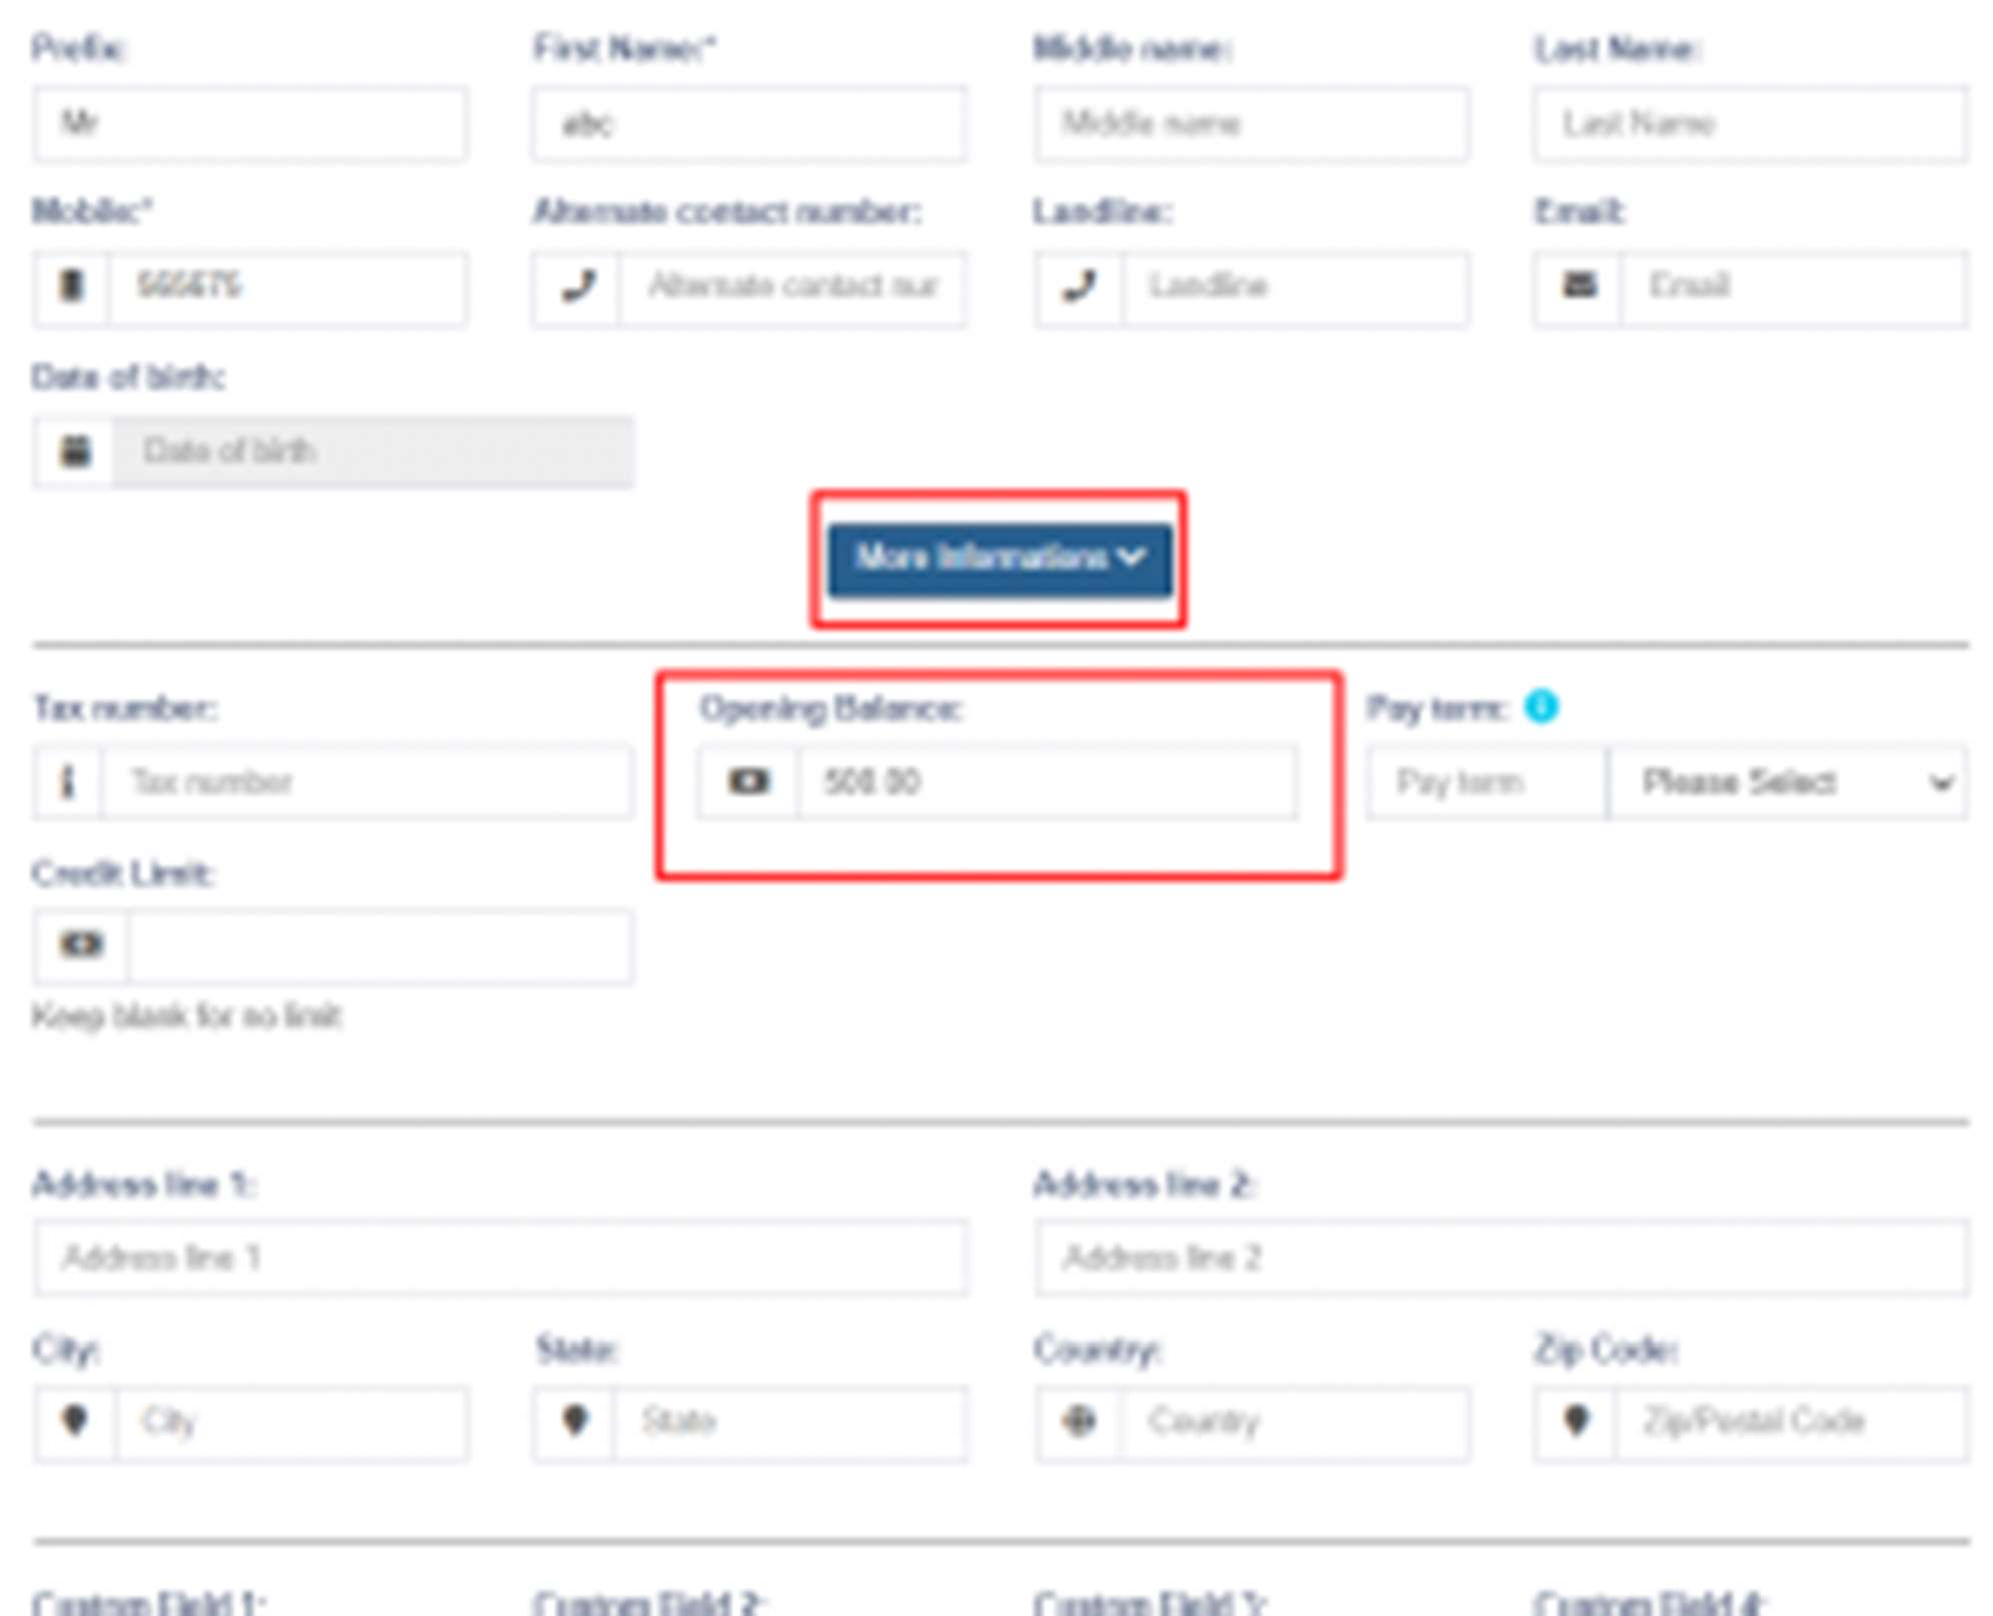 Prefix: First Name:* Middle name: Last Name:
Mr abc Middle name Last Name
Mobile:* Alternate contact number: Landline: Email:
Alternate contact nur Landline Email
Date of birth:
Date of birth
More Informations
Tax number: Opening Balance: Pay term:
Tax number Pay term Please Select
Credit Limit:
Keep blank for no limit
Address line 1: Address line 2:
Address line 1 Address line 2
City: State: Country: Zip Code:
City State Country Zip/Postal Code
Custom Field 1: Custom Field 2: Custom Field 3: Custom Field 4: